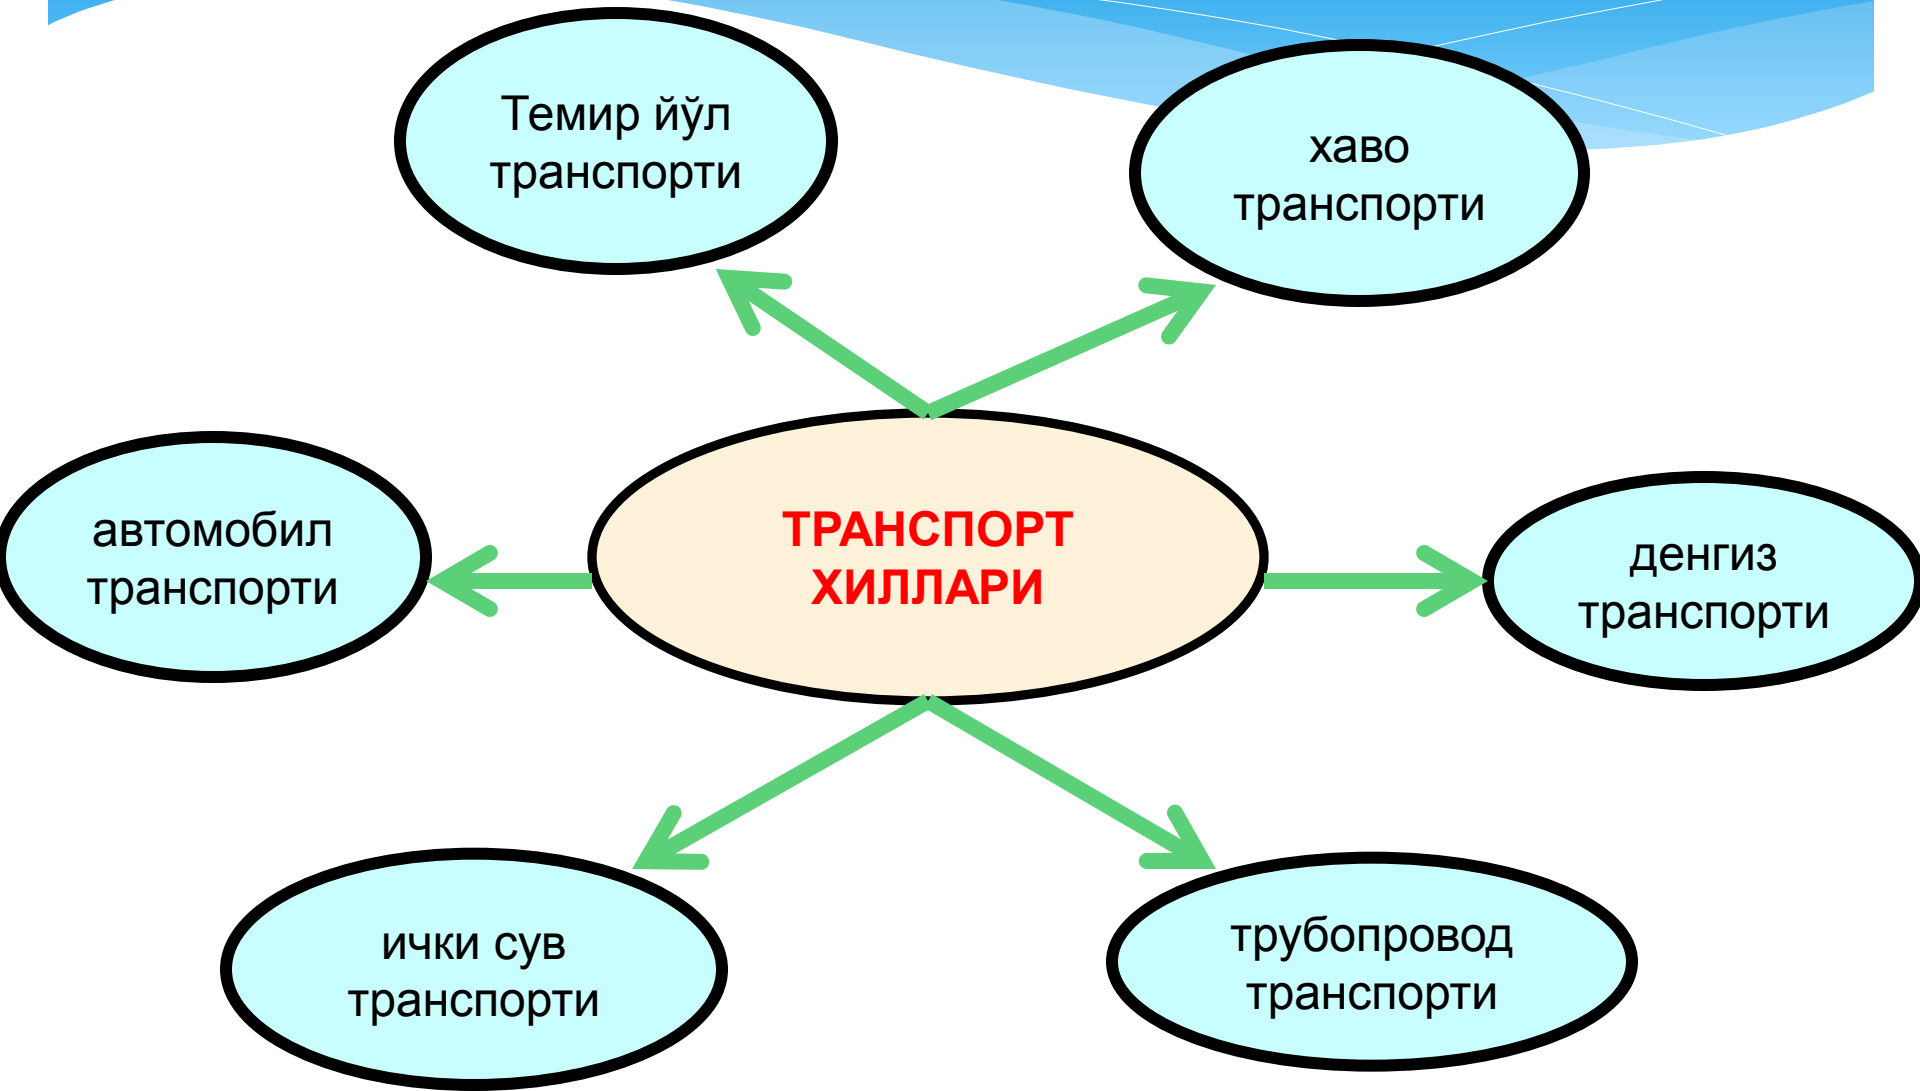 Темир йўл
транспорти
хаво
транспорти
автомобил
транспорти
ТРАНСПОРТ
ХИЛЛАРИ
денгиз
транспорти
ички сув
транспорти
трубопровод
транспорти